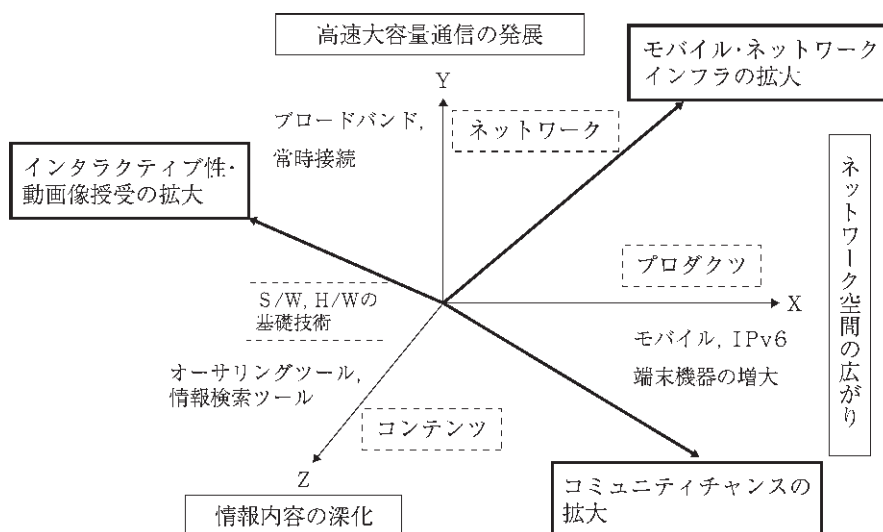 高速大容量通信の発展
モバイル・ネットワーク
インフラの拡大
Y
ブロードバンド,
常時接続
ネットワーク
インタラクティブ性・
動画像授受の拡大
ネットワーク空間の広がり
プロダクツ
X
S/W, H/Wの
基礎技術
モバイル, IPv6
端末機器の増大
オーサリングツール,
情報検索ツール
コンテンツ
Z
コミュニティチャンスの
拡大
情報内容の深化